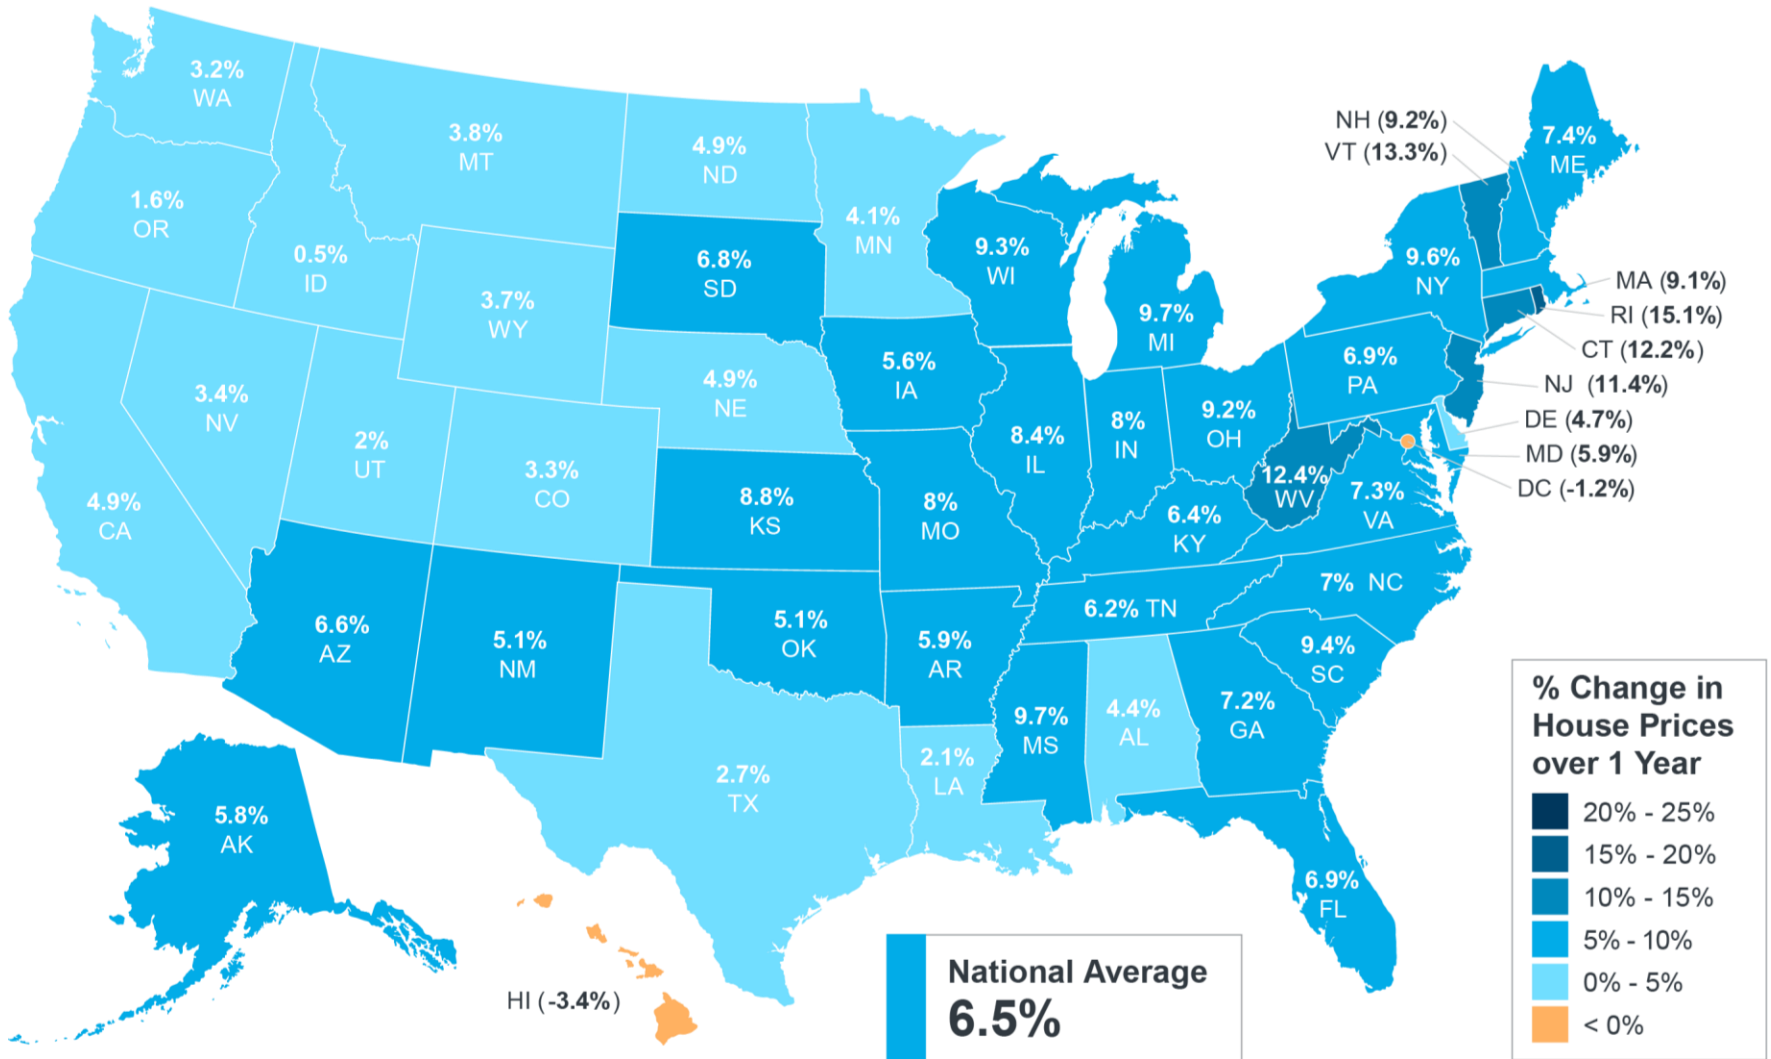 3.2%
WA
3.8%
MT
4.9%
ND
4.1%
MN
1.6%
OR
0.5%
ID
3.7%
WY
6.8%
SD
9.3%
WI
9.7%
MI
NH (9.2%)
VT (13.3%)
7.4%
ME
9.6%
NY
MA (9.1%)
RI (15.1%)
CT (12.2%)
NJ (11.4%)
DE (4.7%)
MD (5.9%)
DC (-1.2%)
6.9%
PA
3.4%
NV
2%
UT
3.3%
CO
4.9%
NE
5.6%
IA
8.4%
IL
8%
IN
9.2%
OH
12.4%
WV
7.3%
VA
4.9%
CA
8.8%
KS
8%
MO
6.4%
KY
7% NC
6.2% TN
6.6%
AZ
5.1%
NM
5.1%
OK
5.9%
AR
9.4%
SC
9.7%
MS
4.4%
AL
7.2%
GA
2.7%
TX
2.1%
LA
6.9%
FL
5.8%
AK
HI (-3.4%)
National Average
6.5%
% Change in
House Prices
over 1 Year
20% - 25%
15% - 20%
10% - 15%
5% - 10%
0% - 5%
< 0%